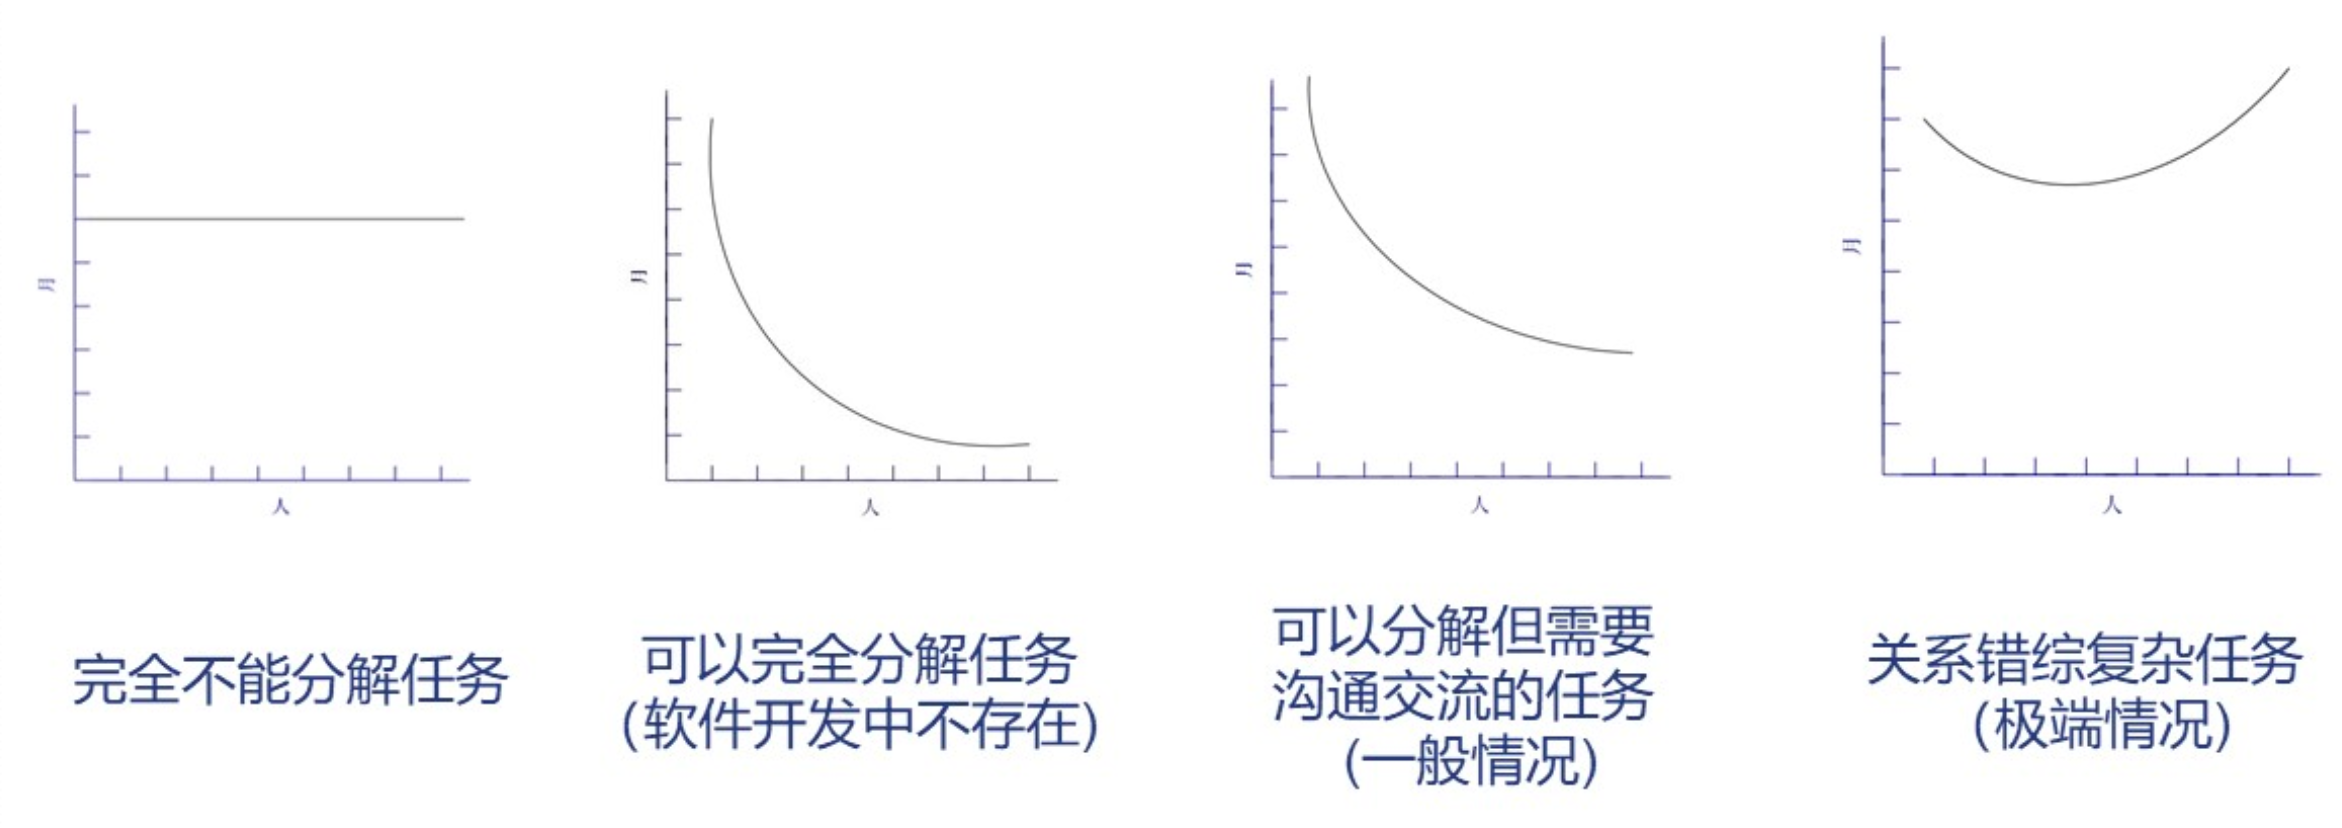 月
人
完全不能分解任务
月
人
可以完全分解任务
(软件开发中不存在)
月
人
可以分解但需要
沟通交流的任务
(一般情况)
月
人
关系错综复杂任务
(极端情况)